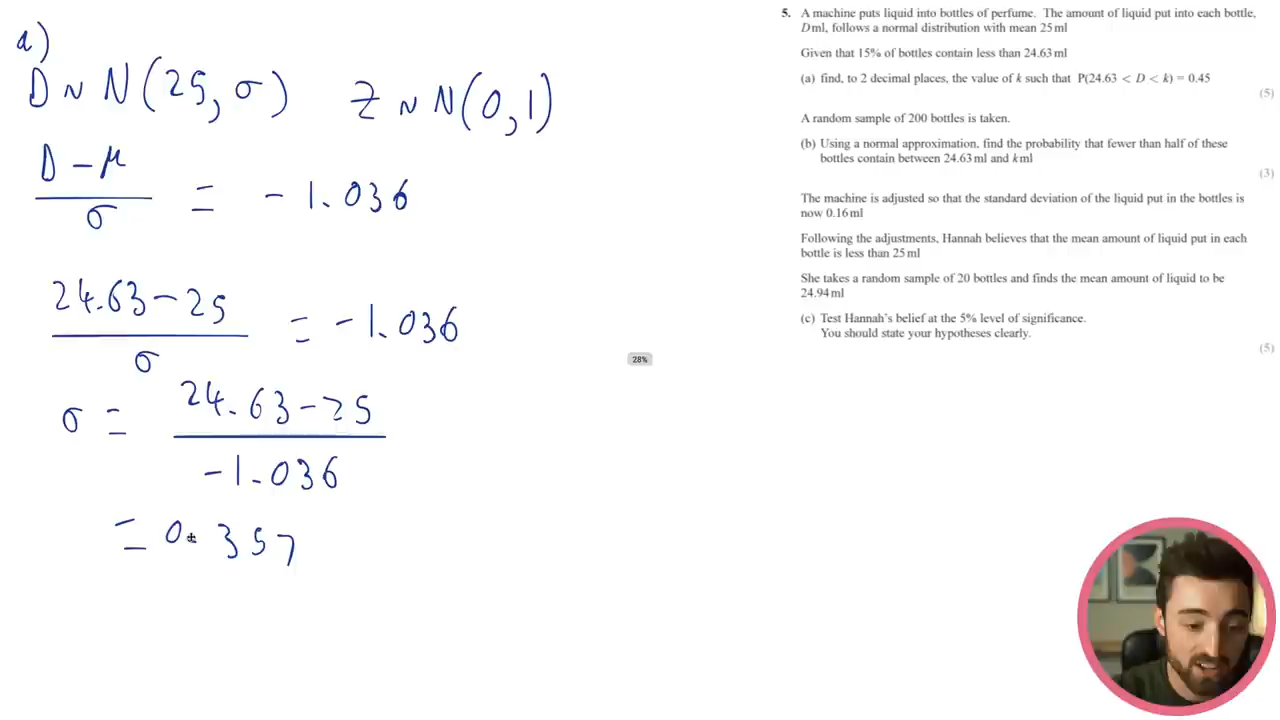 a)
D ~ N(25, σ) Z ~ N(0,1)
D - μ
σ
= -1.036
24.63 - 25
σ
= -1.036
σ = 24.63 - 25
-1.036
= 0.357
28%
5. A machine puts liquid into bottles of perfume. The amount of liquid put into each bottle,
D ml, follows a normal distribution with mean 25 ml
Given that 15% of bottles contain less than 24.63 ml
(a) find, to 2 decimal places, the value of k such that P(24.63 < D < k) = 0.45
(5)
A random sample of 200 bottles is taken.
(b) Using a normal approximation, find the probability that fewer than half of these
bottles contain between 24.63 ml and k ml
(3)
The machine is adjusted so that the standard deviation of the liquid put in the bottles is
now 0.16 ml
Following the adjustments, Hannah believes that the mean amount of liquid put in each
bottle is less than 25 ml
She takes a random sample of 20 bottles and finds the mean amount of liquid to be
24.94 ml
(c) Test Hannah's belief at the 5% level of significance.
You should state your hypotheses clearly.
(5)